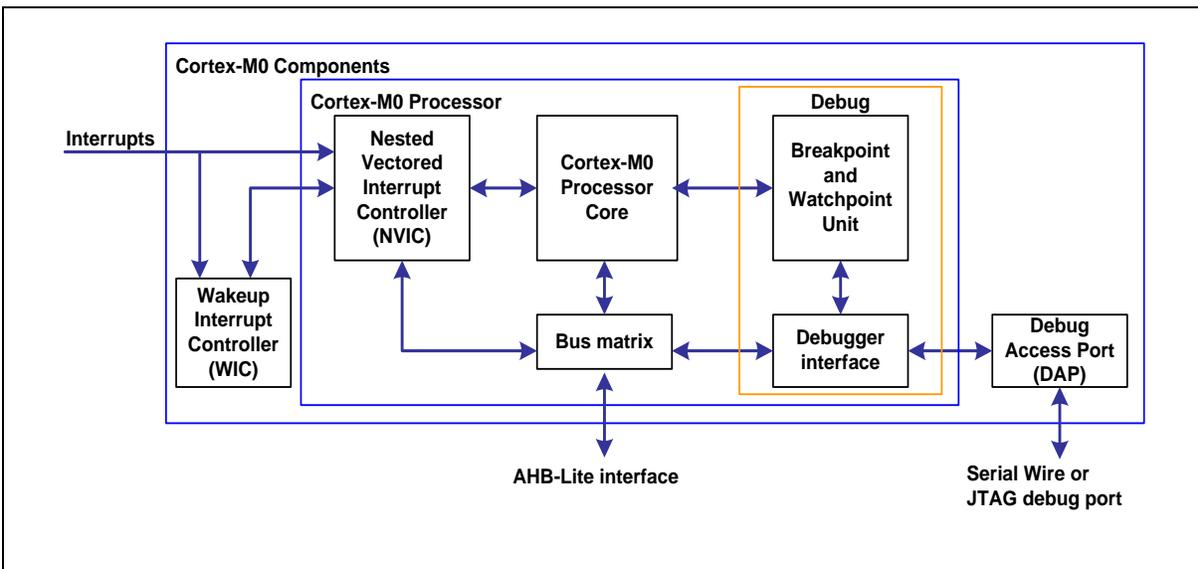 Cortex-M0 Components
Cortex-M0 Processor
Debug
Interrupts
Nested
Vectored
Interrupt
Controller
(NVIC)
Cortex-M0
Processor
Core
Breakpoint
and
Watchpoint
Unit
Wakeup
Interrupt
Controller
(WIC)
Bus matrix
Debugger
interface
Debug
Access Port
(DAP)
AHB-Lite interface
Serial Wire or
JTAG debug port